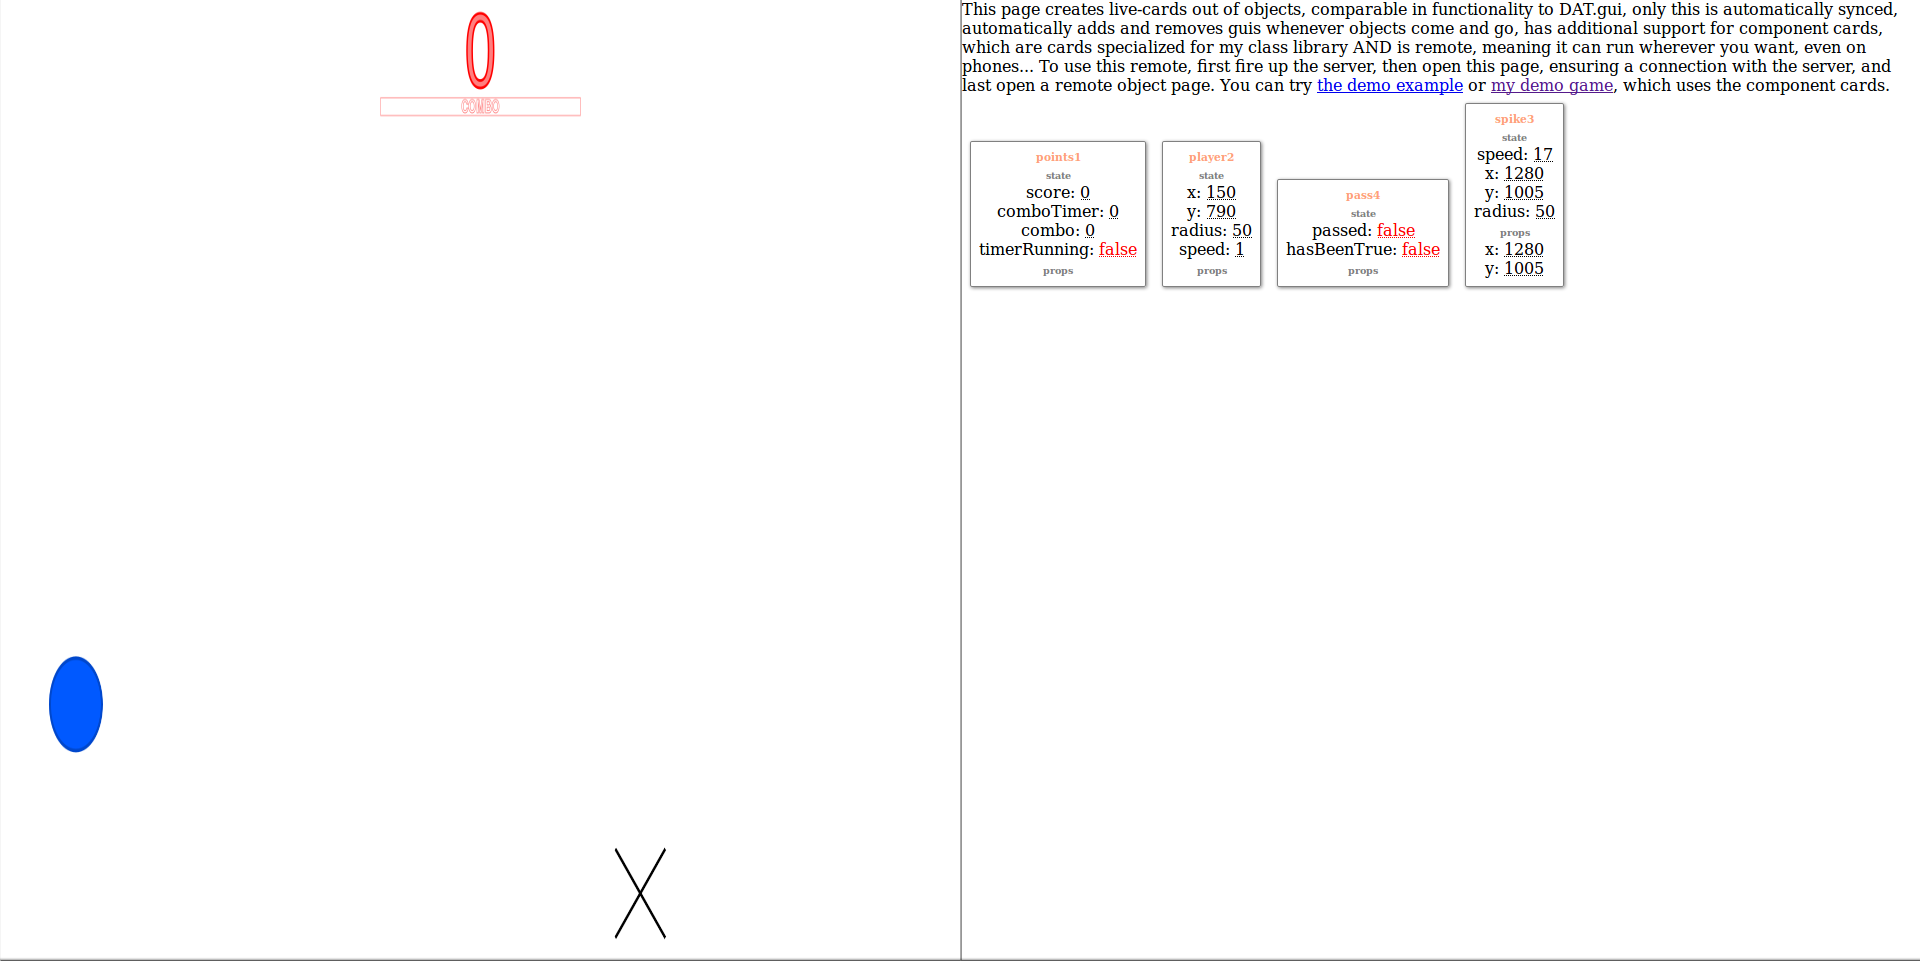 0
COMBO
This page creates live-cards out of objects, comparable in functionality to DAT.gui, only this is automatically synced,
automatically adds and removes guis whenever objects come and go, has additional support for component cards,
which are cards specialized for my class library AND is remote, meaning it can run wherever you want, even on
phones... To use this remote, first fire up the server, then open this page, ensuring a connection with the server, and
last open a remote object page. You can try the demo example or my demo game, which uses the component cards.
points1
state
score: 0
comboTimer: 0
combo: 0
timerRunning: false
props
player2
state
x: 150
y: 790
radius: 50
speed: 1
props
pass4
state
passed: false
hasBeenTrue: false
props
spike3
state
speed: 17
x: 1280
y: 1005
radius: 50
props
x: 1280
y: 1005